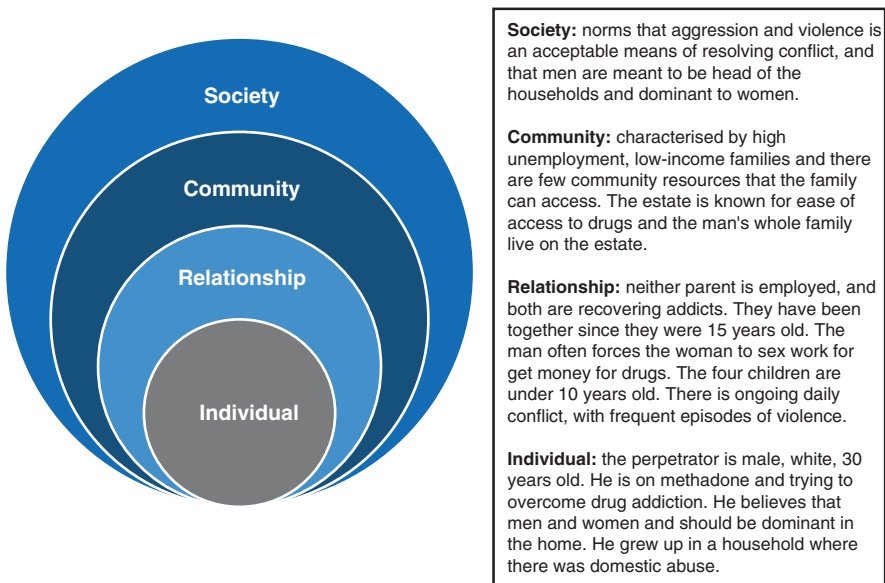 Society
Community
Relationship
Individual
Society: norms that aggression and violence is
an acceptable means of resolving conflict, and
that men are meant to be head of the
households and dominant to women.
Community: characterised by high
unemployment, low-income families and there
are few community resources that the family
can access. The estate is known for ease of
access to drugs and the man's whole family
live on the estate.
Relationship: neither parent is employed, and
both are recovering addicts. They have been
together since they were 15 years old. The
man often forces the woman to sex work for
get money for drugs. The four children are
under 10 years old. There is ongoing daily
conflict, with frequent episodes of violence.
Individual: the perpetrator is male, white, 30
years old. He is on methadone and trying to
overcome drug addiction. He believes that
men and women and should be dominant in
the home. He grew up in a household where
there was domestic abuse.